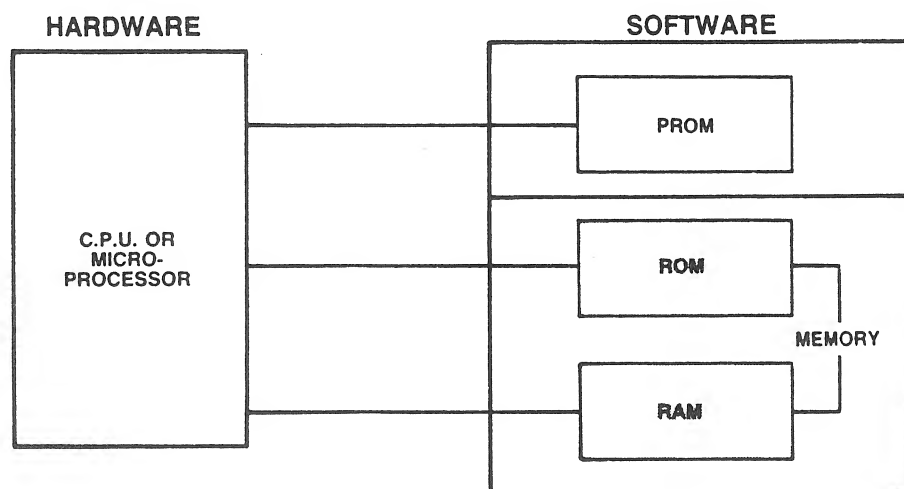 HARDWARE
SOFTWARE
PROM
C.P.U. OR
MICRO-
PROCESSOR
ROM
MEMORY
RAM